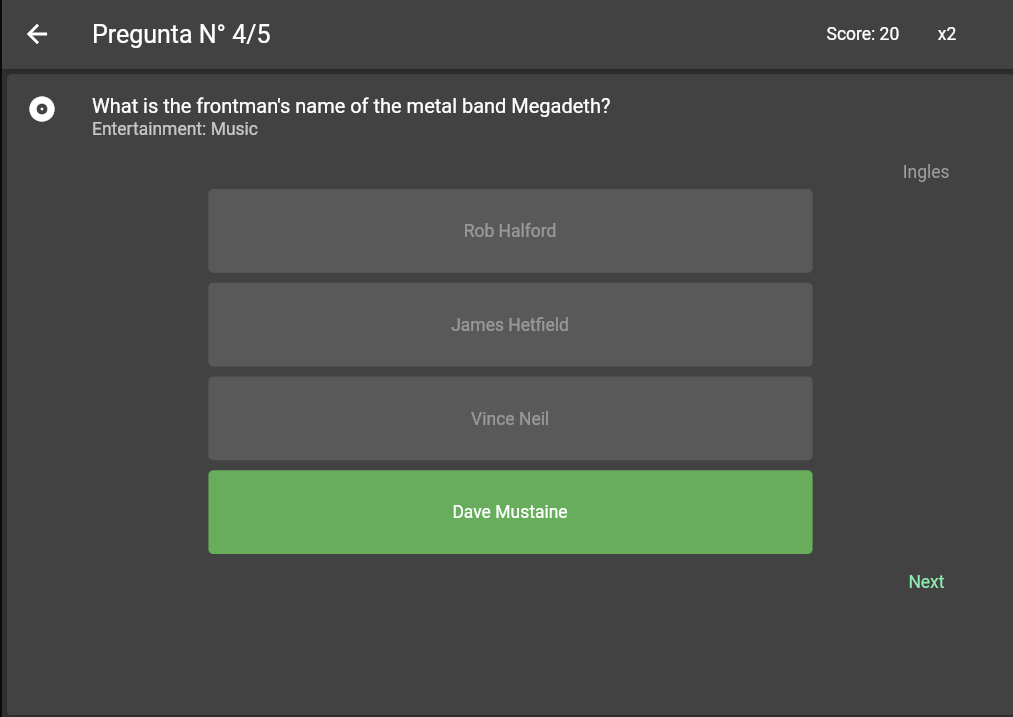 Pregunta N° 4/5
Score: 20
x2
What is the frontman's name of the metal band Megadeth?
Entertainment: Music
Ingles
Rob Halford
James Hetfield
Vince Neil
Dave Mustaine
Next